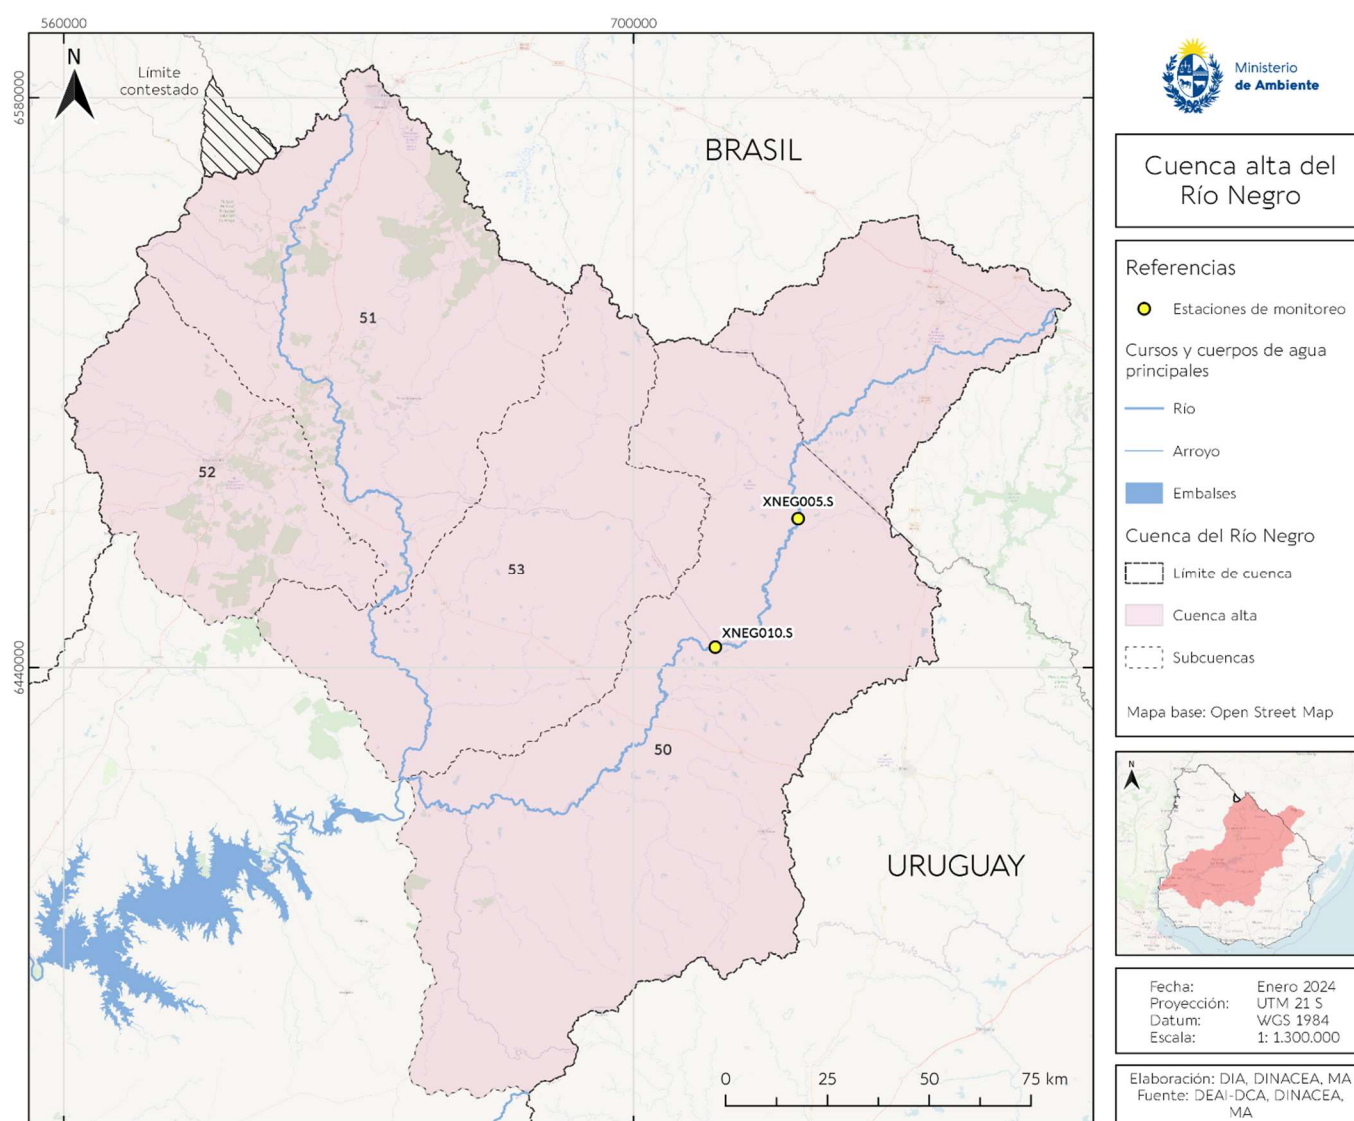 560000
700000
N
Límite
contestado
6580000
BRASIL
51
52
53
XNEG005.S
XNEG010.S
6440000
50
URUGUAY
0 25 50 75 km
Ministerio
de Ambiente
Cuenca alta del
Río Negro
Referencias
Estaciones de monitoreo
Cursos y cuerpos de agua
principales
Río
Arroyo
Embalses
Cuenca del Río Negro
Límite de cuenca
Cuenca alta
Subcuencas
Mapa base: Open Street Map
N
Fecha: Enero 2024
Proyección: UTM 21 S
Datum: WGS 1984
Escala: 1: 1.300.000
Elaboración: DIA, DINACEA, MA
Fuente: DEAI-DCA, DINACEA,
MA